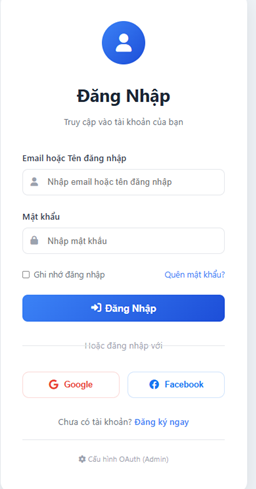 Đăng Nhập
Truy cập vào tài khoản của bạn
Email hoặc Tên đăng nhập
Nhập email hoặc tên đăng nhập
Mật khẩu
Nhập mật khẩu
Ghi nhớ đăng nhập Quên mật khẩu?
Đăng Nhập
Hoặc đăng nhập với
Google Facebook
Chưa có tài khoản? Đăng ký ngay
Cấu hình OAuth (Admin)